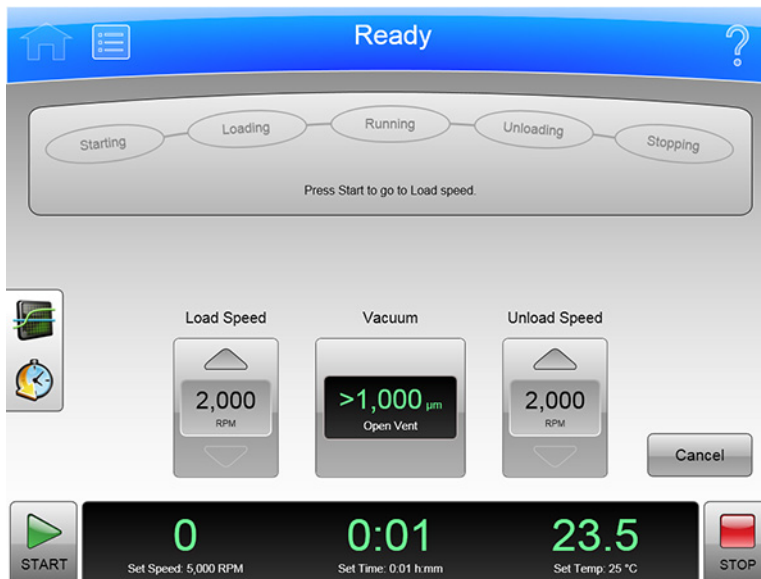 Ready
Starting
Loading
Running
Unloading
Stopping
Press Start to go to Load speed.
Load Speed
Vacuum
Unload Speed
2,000
RPM
>1,000 µm
Open Vent
2,000
RPM
Cancel
START
0
Set Speed: 5,000 RPM
0:01
Set Time: 0:01 h:mm
23.5
Set Temp: 25 °C
STOP